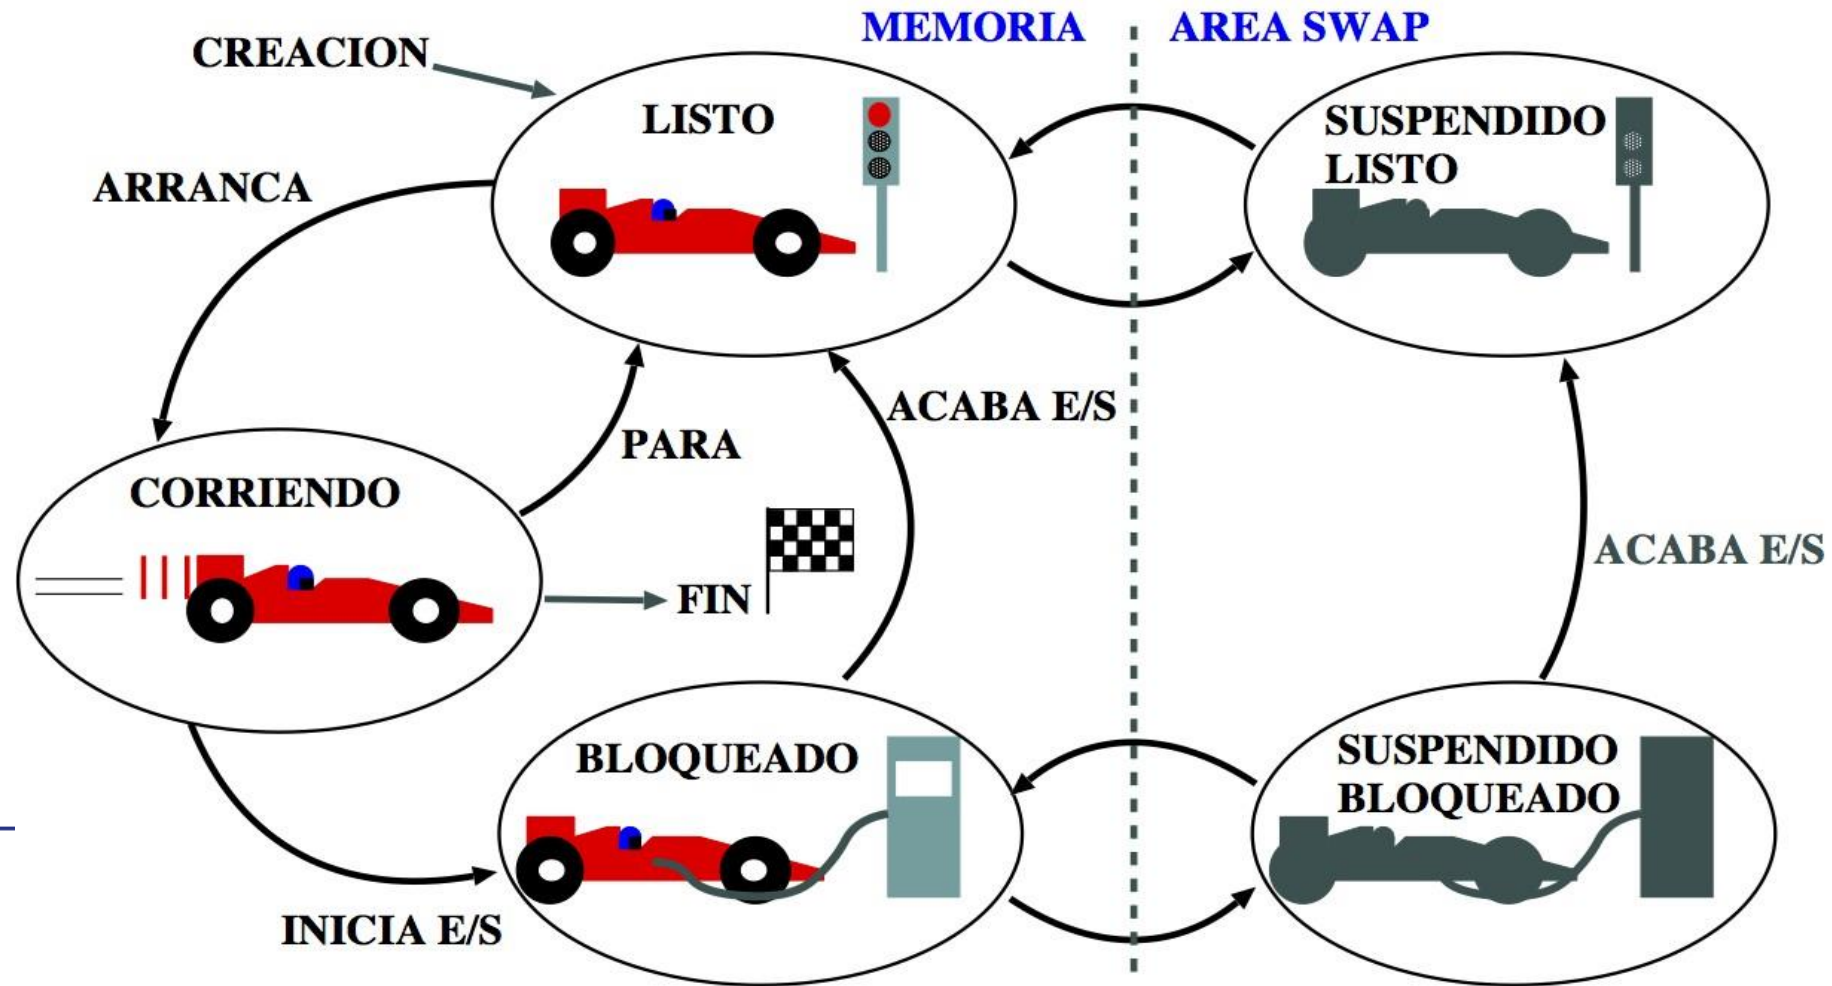 MEMORIA
AREA SWAP
CREACION
LISTO
SUSPENDIDO
LISTO
ARRANCA
ACABA E/S
PARA
CORRIENDO
FIN
ACABA E/S
BLOQUEADO
SUSPENDIDO
BLOQUEADO
INICIA E/S